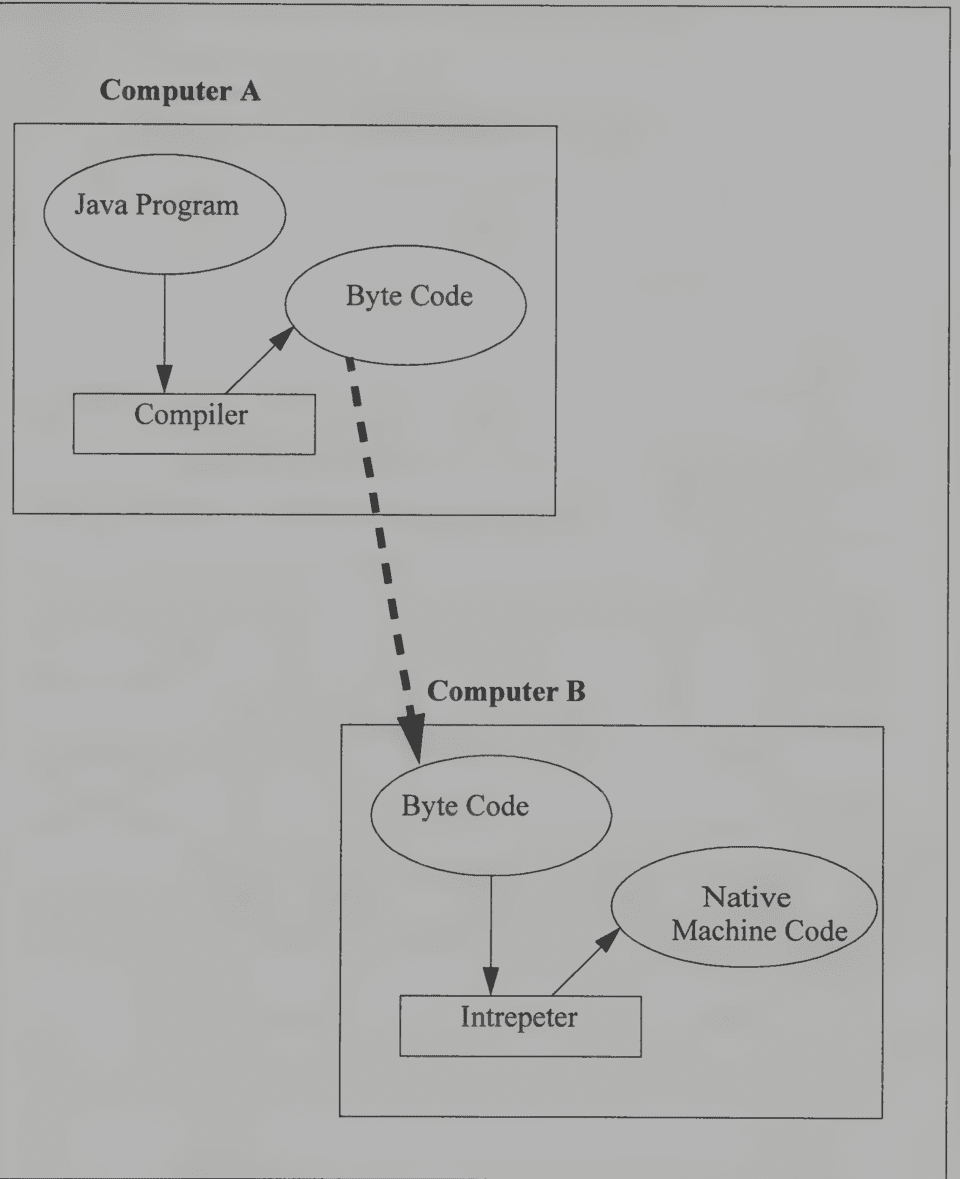 Computer A
Java Program
Byte Code
Compiler
Computer B
Byte Code
Native
Machine Code
Intrepeter